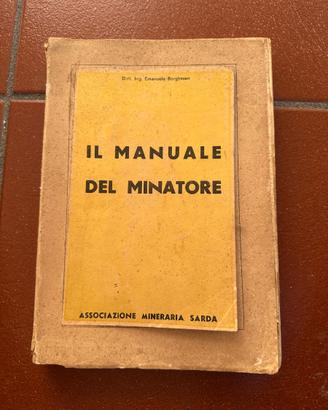 Dott. Ing. Emanuele Borghesan
IL MANUALE
DEL MINATORE
ASSOCIAZIONE MINERARIA SARDA